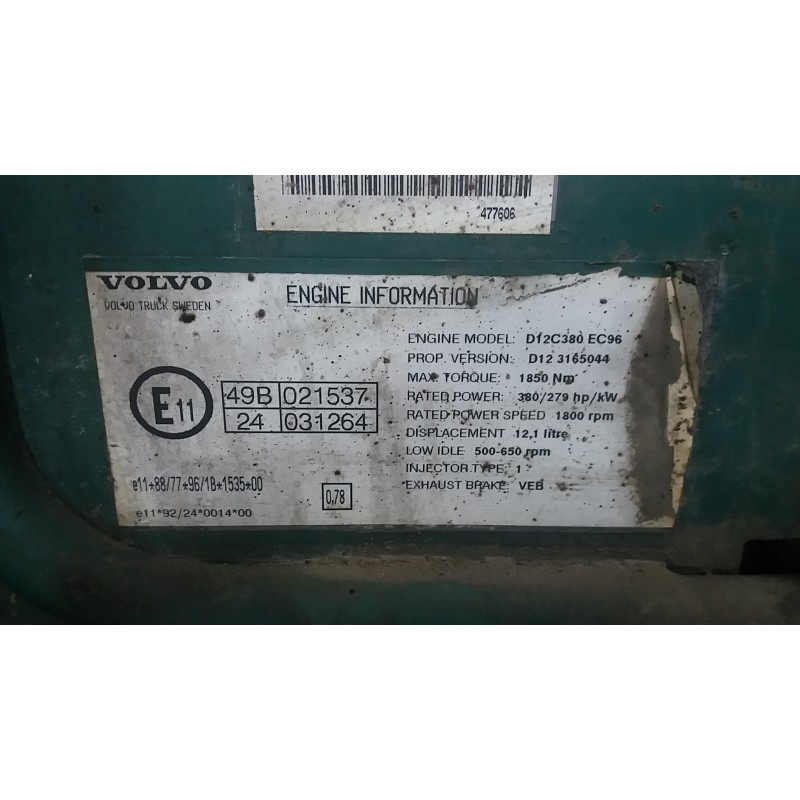 477606
VOLVO
VOLVO TRUCK SWEDEN
ENGINE INFORMATION
ENGINE MODEL: D12C380 EC96
PROP. VERSION: D12 3165044
MAX. TORQUE: 1850 Nm
RATED POWER: 380/279 hp/kW
RATED POWER SPEED 1800 rpm
DISPLACEMENT 12,1 litre
LOW IDLE 500-650 rpm
INJECTOR TYPE: 1
EXHAUST BRAKE: VEB
E11
49B 021537
24 031264
e11*88/77*96/1B*1535*00
0,78
e11*92/24*0014*00